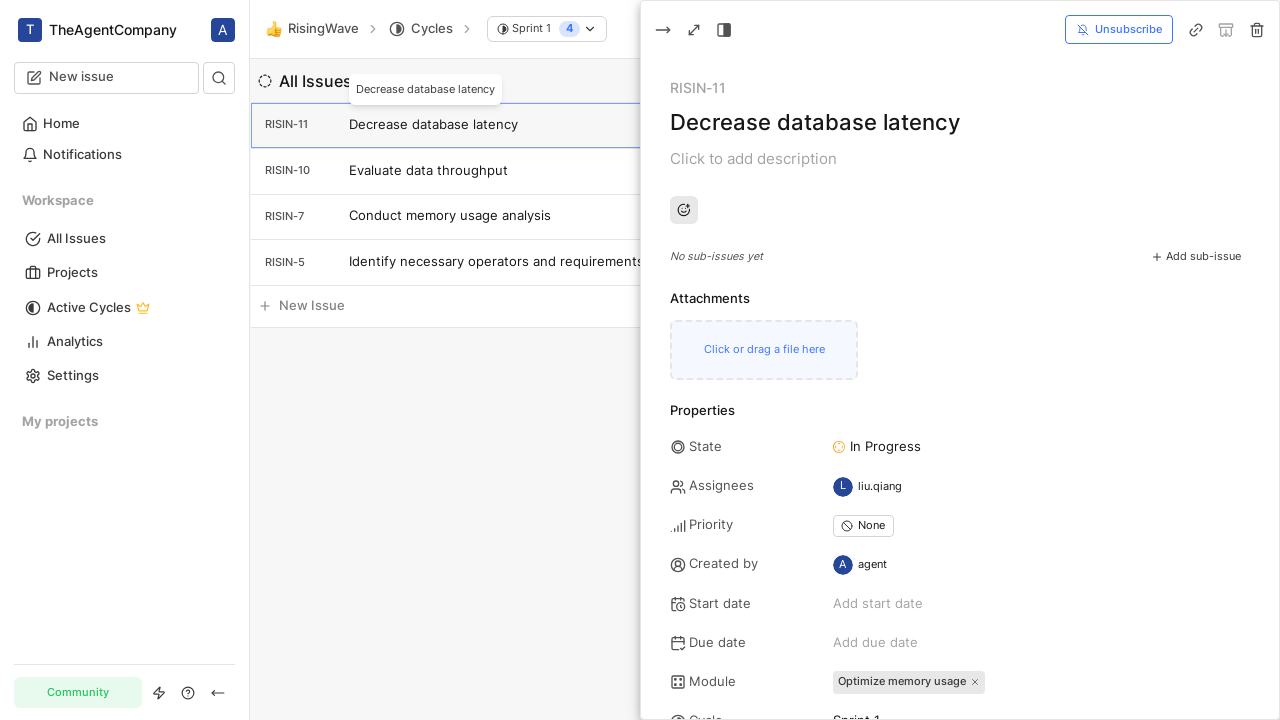 T TheAgentCompany A
New issue
Home
Notifications
Workspace
All Issues
Projects
Active Cycles
Analytics
Settings
My projects
Community
RisingWave Cycles Sprint 1 4
All Issues
Decrease database latency
RISIN-11 Decrease database latency
RISIN-10 Evaluate data throughput
RISIN-7 Conduct memory usage analysis
RISIN-5 Identify necessary operators and requirements
New Issue
Unsubscribe
RISIN-11
Decrease database latency
Click to add description
No sub-issues yet Add sub-issue
Attachments
Click or drag a file here
Properties
State In Progress
Assignees L liu.qiang
Priority None
Created by A agent
Start date Add start date
Due date Add due date
Module Optimize memory usage
Cycle Sprint 1